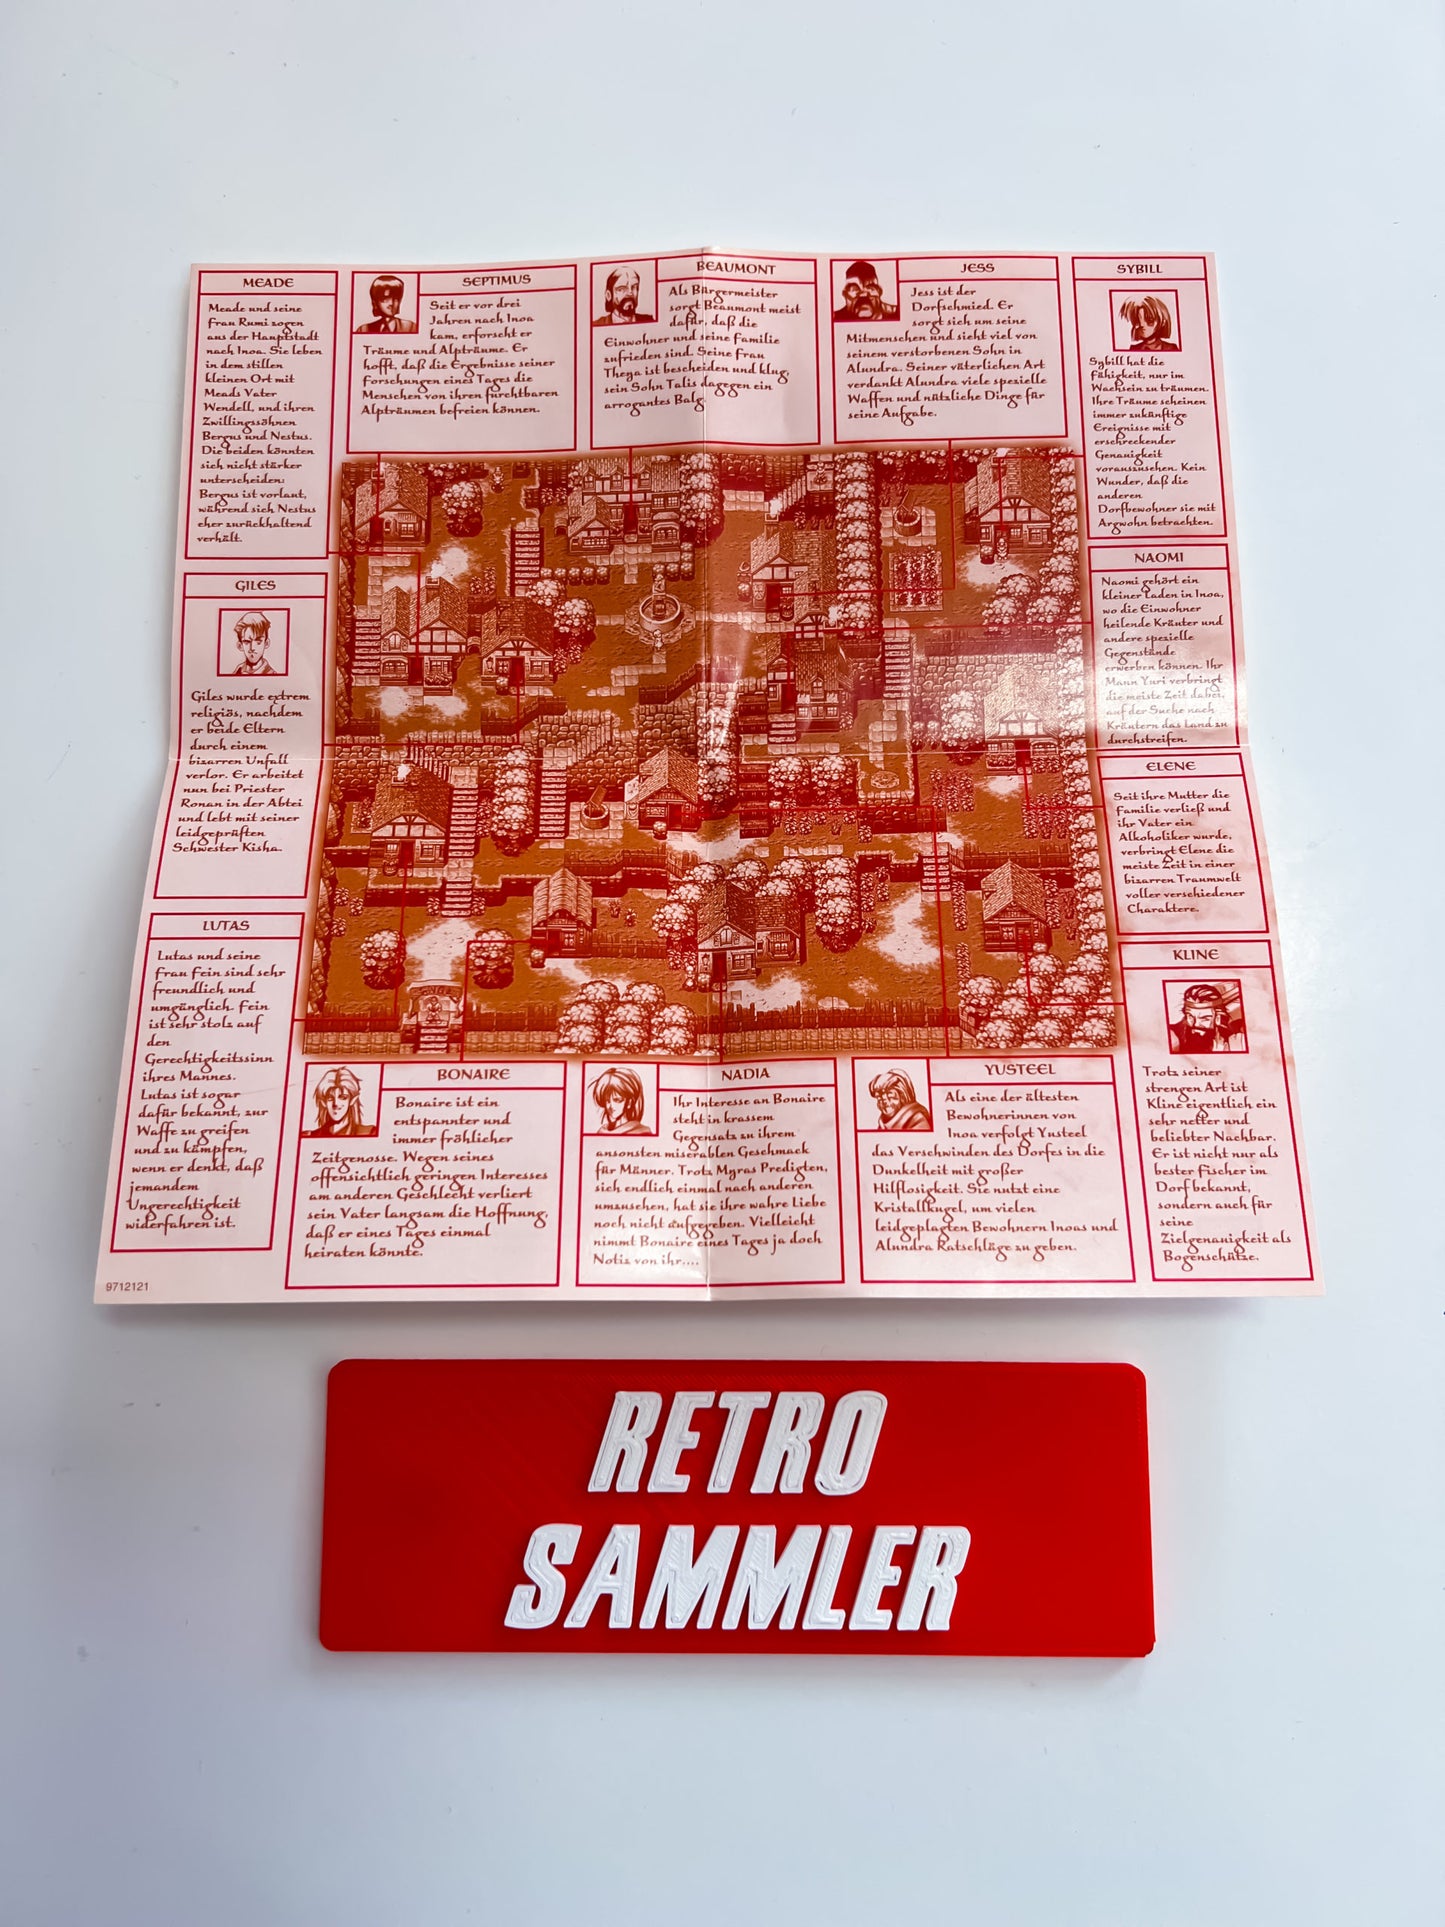 MEADE
Meade und seine
Frau Rumi zogen
aus der Hauptstadt
nach Inoa. Sie leben
in dem stillen
kleinen Ort mit
Meads Vater
Wendell, und ihren
Zwillingssöhnen
Bergus und Nestus.
Die beiden könnten
sich nicht stärker
unterscheiden:
Bergus ist vorlaut,
während sich Nestus
eher zurückhaltend
verhält.
SEPTIMUS
Seit er vor drei
Jahren nach Inoa
kam, erforscht er
Träume und Alpträume. Er
hofft, daß die Ergebnisse seiner
Forschungen eines Tages die
Menschen von ihren furchtbaren
Alpträumen befreien können.
BEAUMONT
Als Bürgermeister
sorgt Beaumont meist
dafür, daß die
Einwohner und seine Familie
zufrieden sind. Seine Frau
Theya ist bescheiden und klug,
sein Sohn Talis dagegen ein
arrogantes Balg.
JESS
Jess ist der
Dorfschmied. Er
sorgt sich um seine
Mitmenschen und sieht viel von
seinem verstorbenen Sohn in
Alundra. Seiner väterlichen Art
verdankt Alundra viele spezielle
Waffen und nützliche Dinge für
seine Aufgabe.
SYBILL
Sybill hat die
Fähigkeit, nur im
Wachsein zu träumen.
Ihre Träume scheinen
immer zukünftige
Ereignisse mit
erschreckender
Genauigkeit
vorauszusehen. Kein
Wunder, daß die
anderen
Dorfbewohner sie mit
Argwohn betrachten.
GILES
Giles wurde extrem
religiös, nachdem
er beide Eltern
durch einem
bizarren Unfall
verlor. Er arbeitet
nun bei Priester
Ronan in der Abtei
und lebt mit seiner
leidgeprüften
Schwester Kisha.
NAOMI
Naomi gehört ein
kleiner Laden in Inoa,
wo die Einwohner
heilende Kräuter und
andere spezielle
Gegenstände
erwerben können. Ihr
Mann Yuri verbringt
die meiste Zeit dabei,
auf der Suche nach
Kräutern das Land zu
durchstreifen.
ELENE
Seit ihre Mutter die
Familie verließ und
ihr Vater ein
Alkoholiker wurde,
verbringt Elene die
meiste Zeit in einer
bizarren Traumwelt
voller verschiedener
Charaktere.
LUTAS
Lutas und seine
Frau Fein sind sehr
freundlich und
umgänglich. Fein
ist sehr stolz auf
den
Gerechtigkeitssinn
ihres Mannes.
Lutas ist sogar
dafür bekannt, zur
Waffe zu greifen
und zu kämpfen,
wenn er denkt, daß
jemandem
Ungerechtigkeit
widerfahren ist.
BONAIRE
Bonaire ist ein
entspannter und
immer fröhlicher
Zeitgenosse. Wegen seines
offensichtlich geringen Interesses
am anderen Geschlecht verliert
sein Vater langsam die Hoffnung,
daß er eines Tages einmal
heiraten könnte.
NADIA
Ihr Interesse an Bonaire
steht in krassem
Gegensatz zu ihrem
ansonsten miserablen Geschmack
für Männer. Trotz Myras Predigten,
sich endlich einmal nach anderen
umzusehen, hat sie ihre wahre Liebe
noch nicht aufgegeben. Vielleicht
nimmt Bonaire eines Tages ja doch
Notiz von ihr....
YUSTEEL
Als eine der ältesten
Bewohnerinnen von
Inoa verfolgt Yusteel
das Verschwinden des Dorfes in die
Dunkelheit mit großer
Hilflosigkeit. Sie nutzt eine
Kristallkugel, um vielen
leidgeplagten Bewohnern Inoas und
Alundra Ratschläge zu geben.
KLINE
Trotz seiner
strengen Art ist
Kline eigentlich ein
sehr netter und
beliebter Nachbar.
Er ist nicht nur als
bester Fischer im
Dorf bekannt,
sondern auch für
seine
Zielgenauigkeit als
Bogenschütze.
9712121
RETRO
SAMMLER